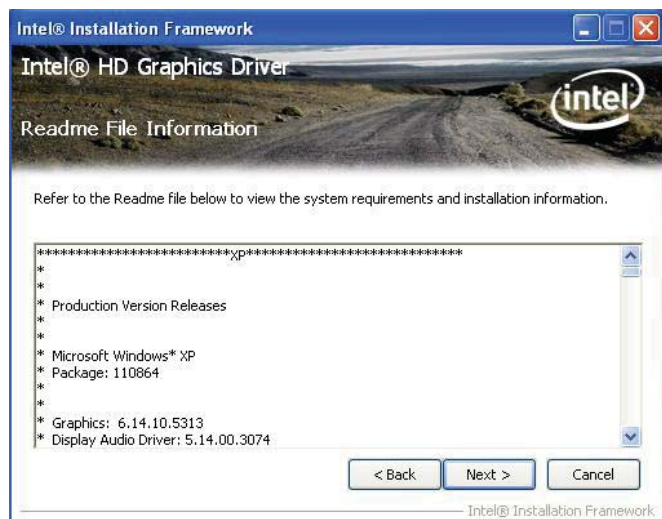 Intel® Installation Framework
Intel® HD Graphics Driver
intel
Readme File Information
Refer to the Readme file below to view the system requirements and installation information.
***************************XP******************************
*
*
* Production Version Releases
*
*
* Microsoft Windows* XP
* Package: 110864
*
*
* Graphics: 6.14.10.5313
* Display Audio Driver: 5.14.00.3074
< Back
Next >
Cancel
Intel® Installation Framework